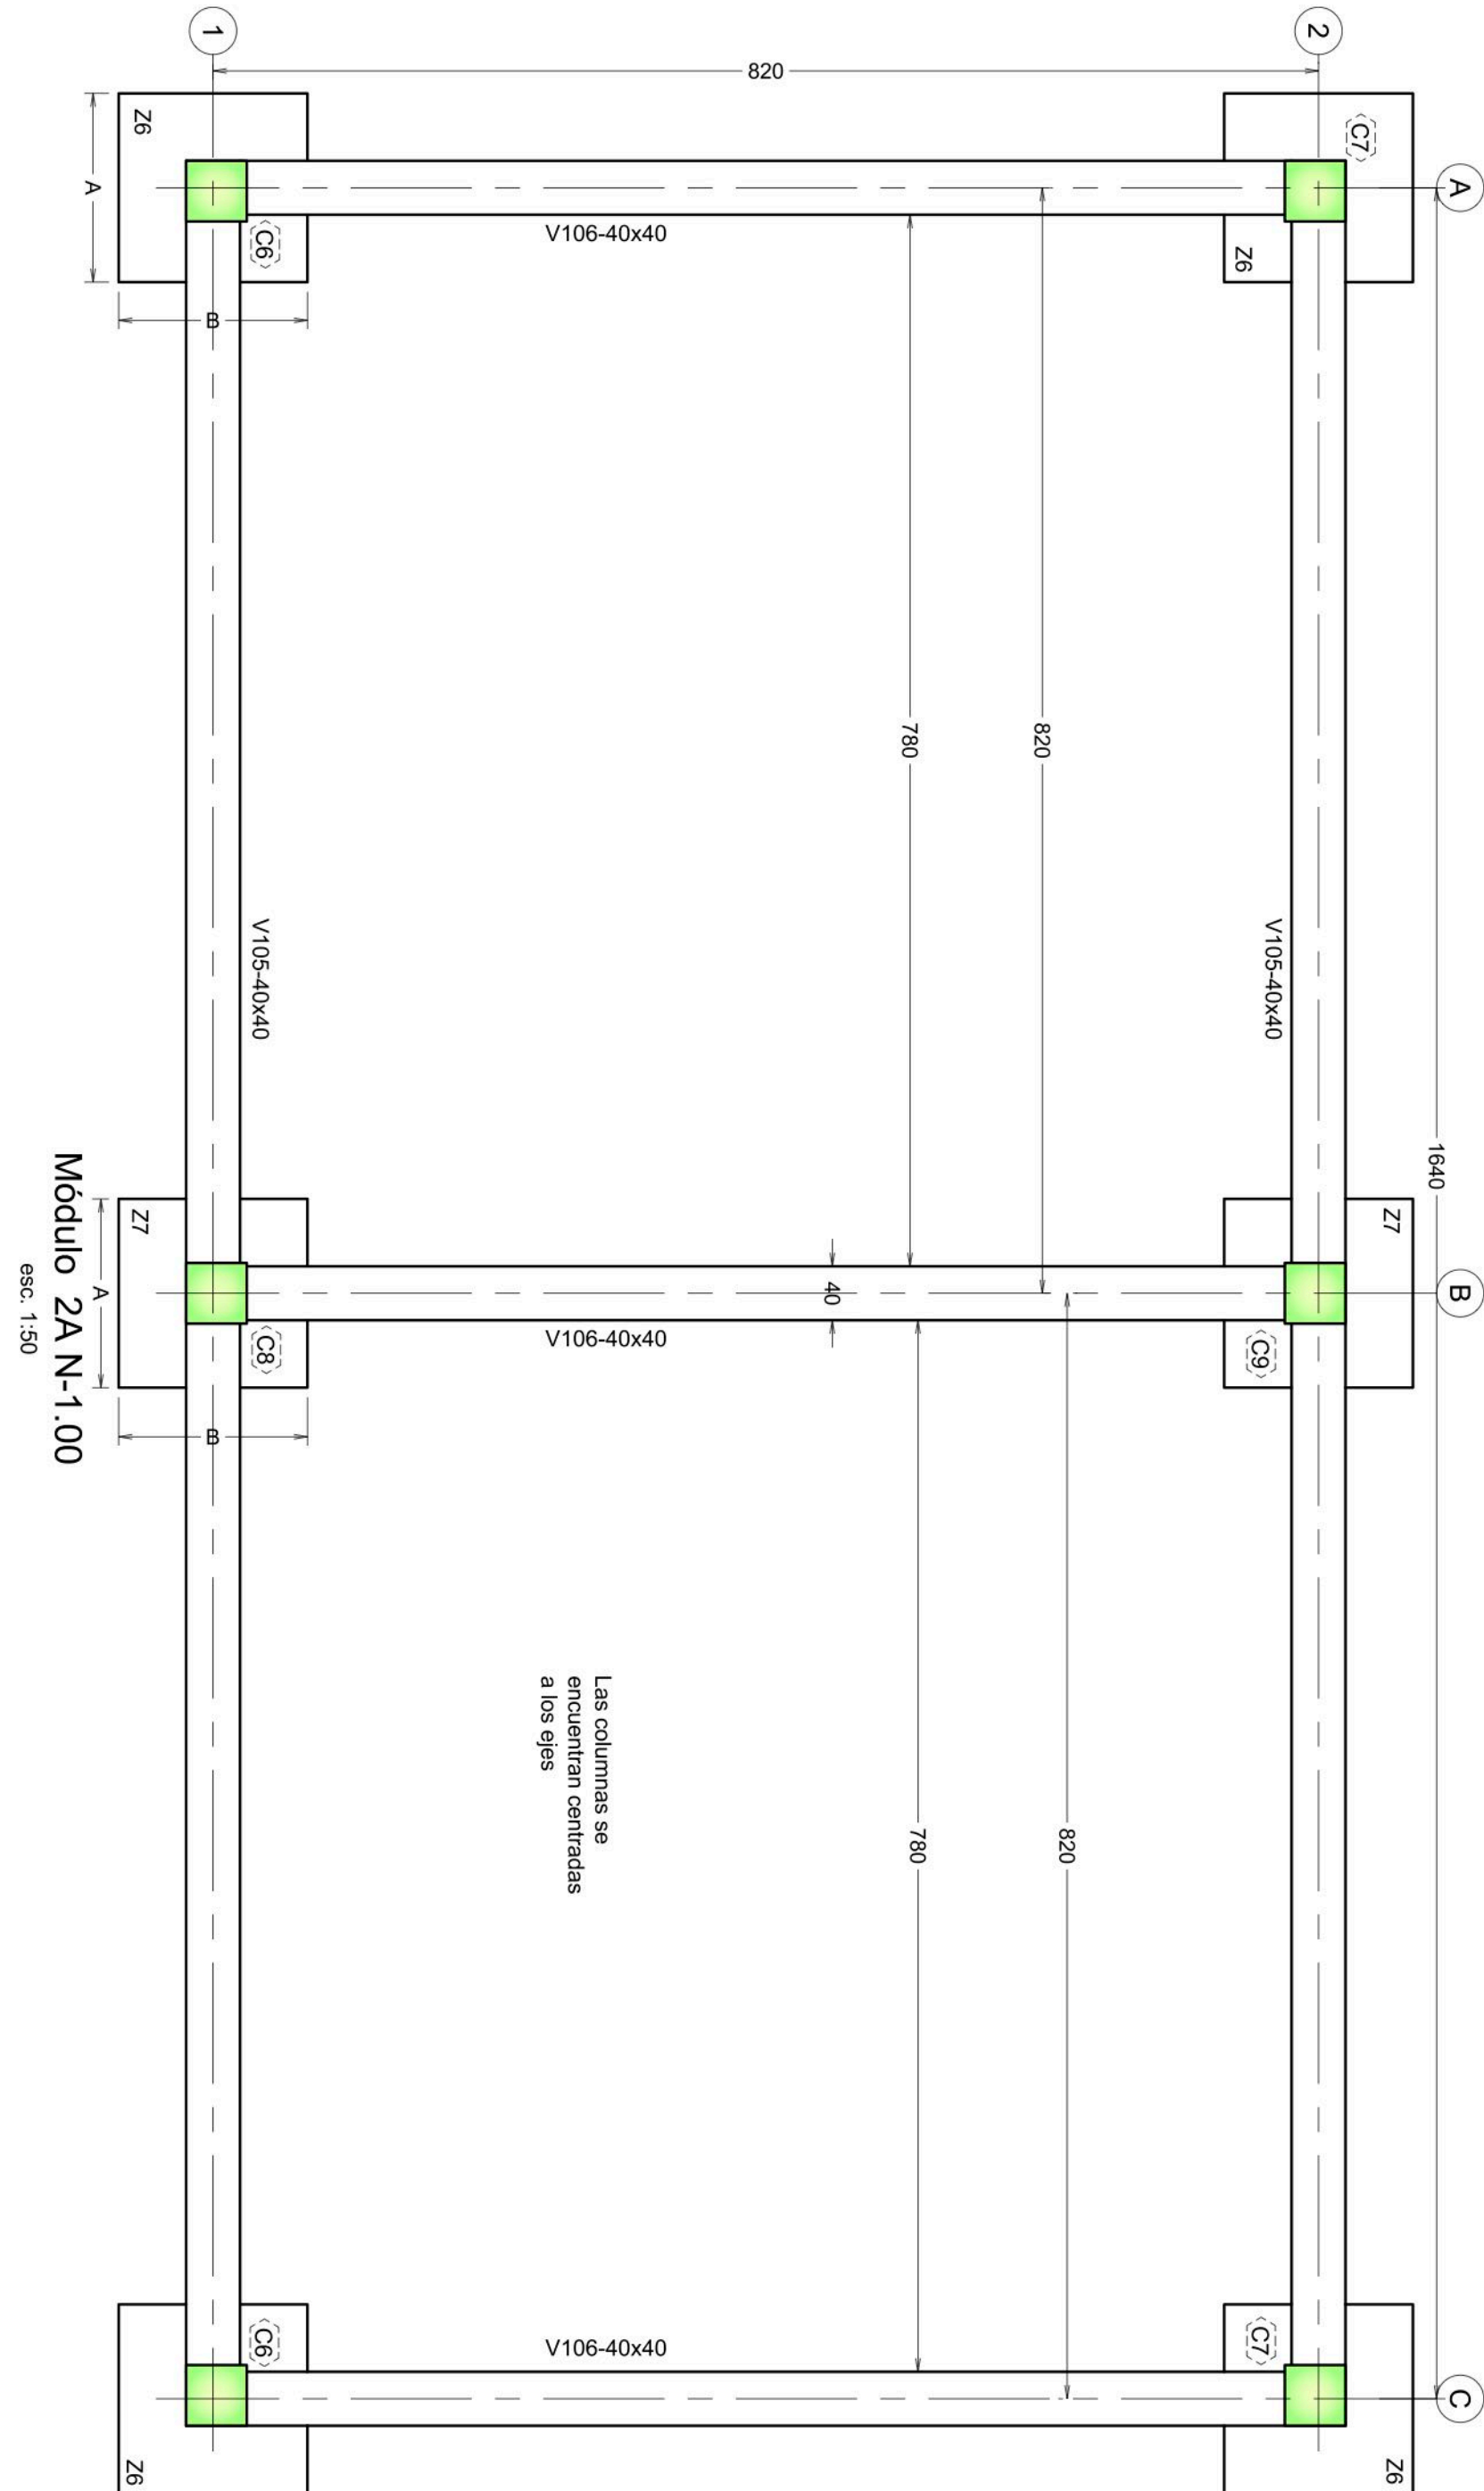 A
B
C
1640
2
1
820
C7
Z6
Z7
C9
C7
Z6
V105-40x40
820
820
780
780
40
V106-40x40
V106-40x40
V106-40x40
Las columnas se
encuentran centradas
a los ejes
C6
C8
C6
V105-40x40
B
B
Z6
Z7
Z6
A
A
Módulo 2A N-1.00
esc. 1:50